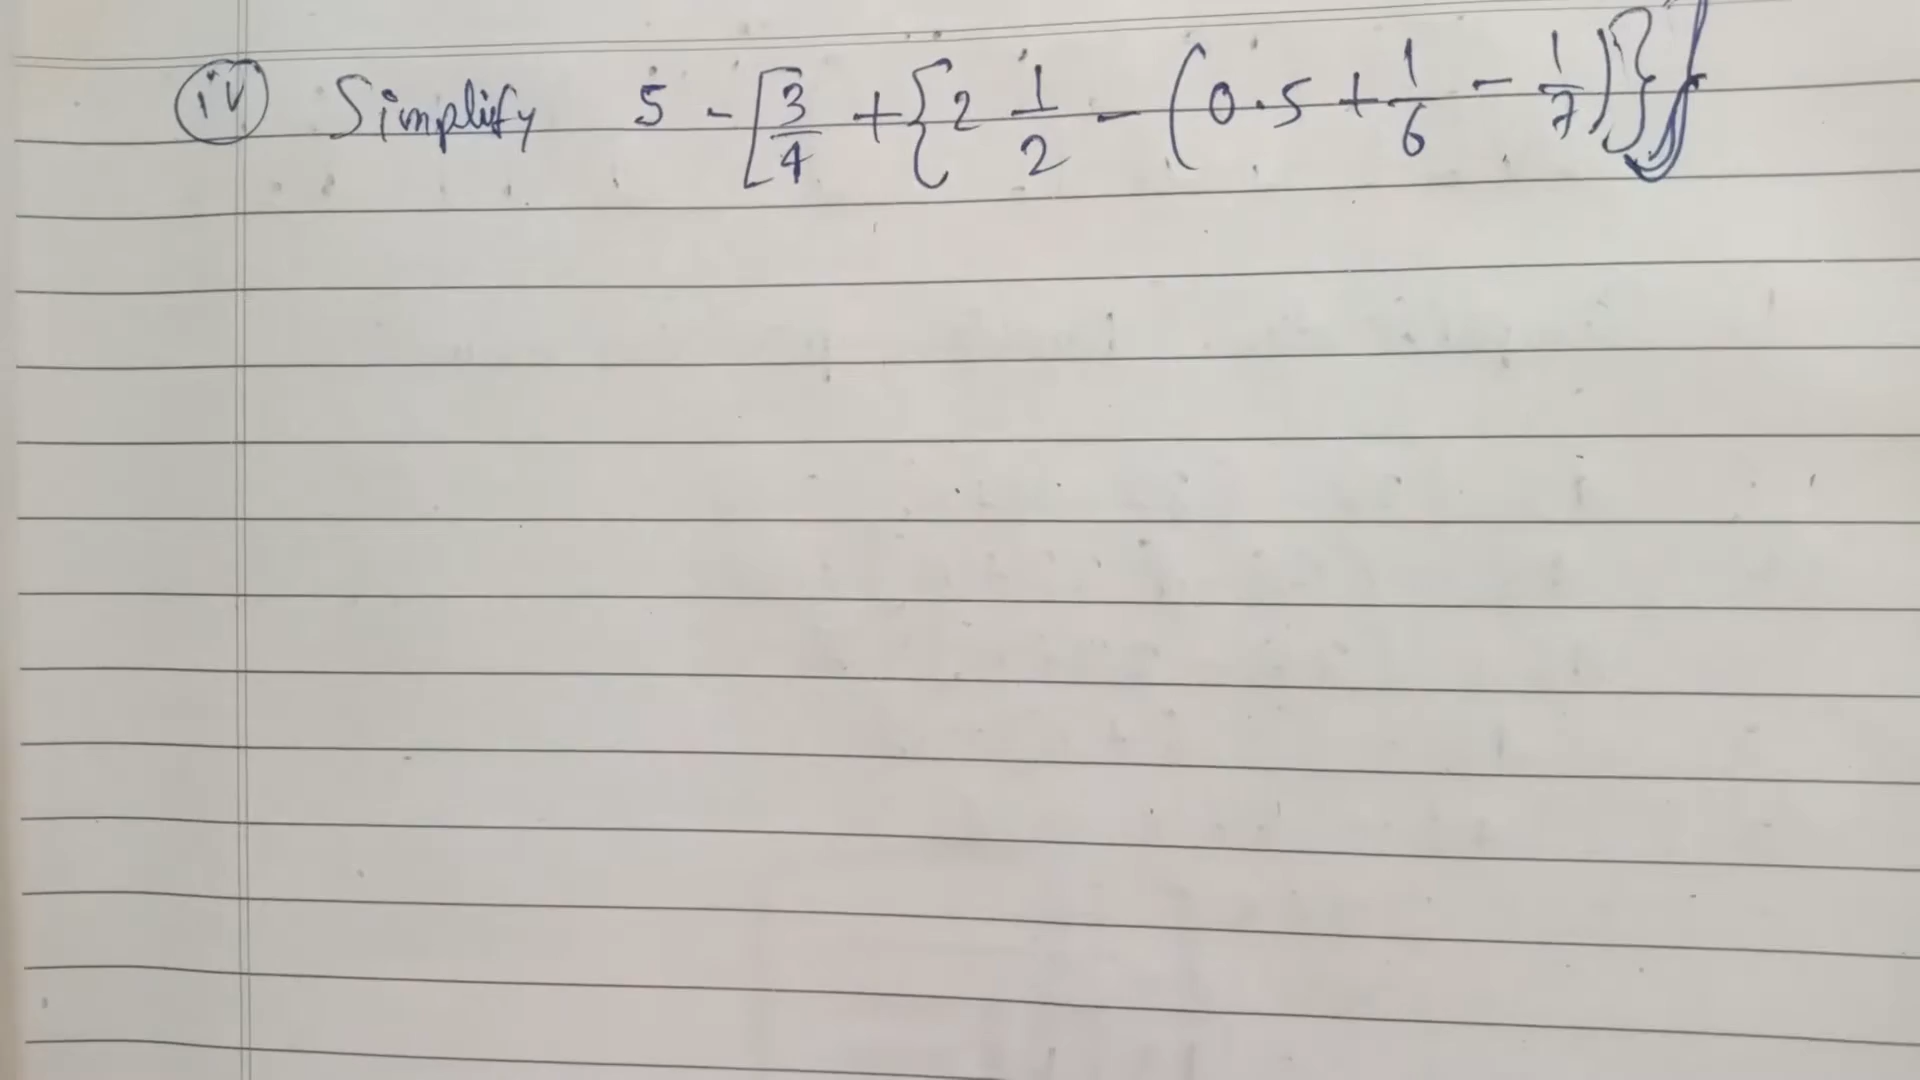 iv Simplify 5 - [3/4 + {2 1/2 - (0.5 + 1/6 - 1/7)}]